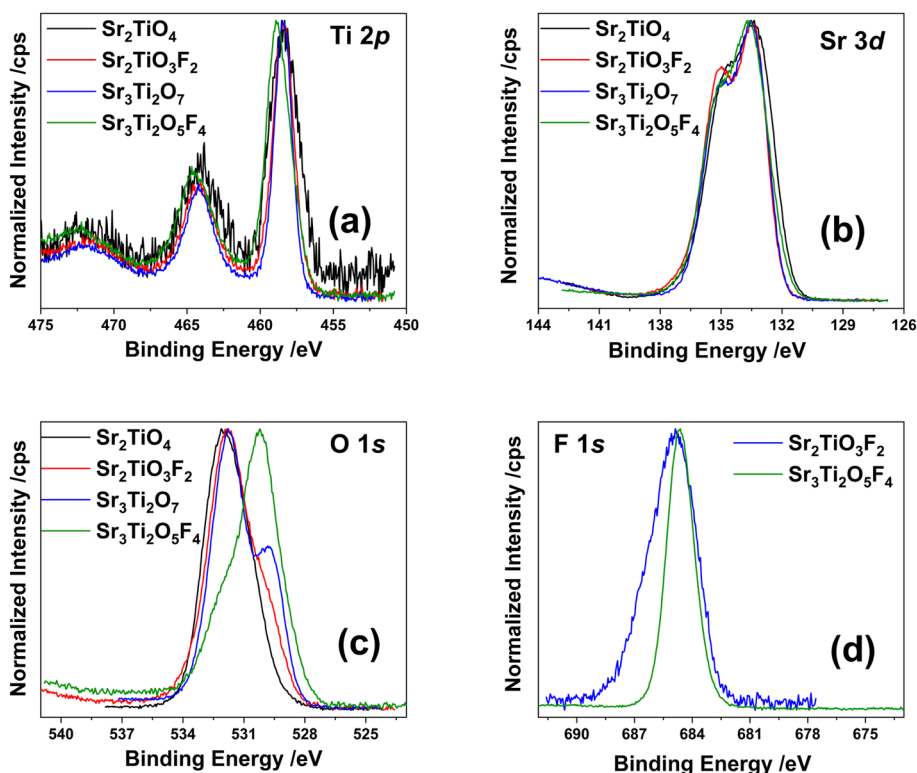 Sr₂TiO₄
Sr₂TiO₃F₂
Sr₃Ti₂O₇
Sr₃Ti₂O₅F₄
Ti 2p
(a)
Normalized Intensity /cps
475 470 465 460 455 450
Binding Energy /eV
Sr₂TiO₄
Sr₂TiO₃F₂
Sr₃Ti₂O₇
Sr₃Ti₂O₅F₄
Sr 3d
(b)
Normalized Intensity /cps
144 141 138 135 132 129 126
Binding Energy /eV
Sr₂TiO₄
Sr₂TiO₃F₂
Sr₃Ti₂O₇
Sr₃Ti₂O₅F₄
O 1s
(c)
Normalized Intensity /cps
540 537 534 531 528 525
Binding Energy /eV
F 1s
Sr₂TiO₃F₂
Sr₃Ti₂O₅F₄
(d)
Normalized Intensity /cps
690 687 684 681 678 675
Binding Energy /eV